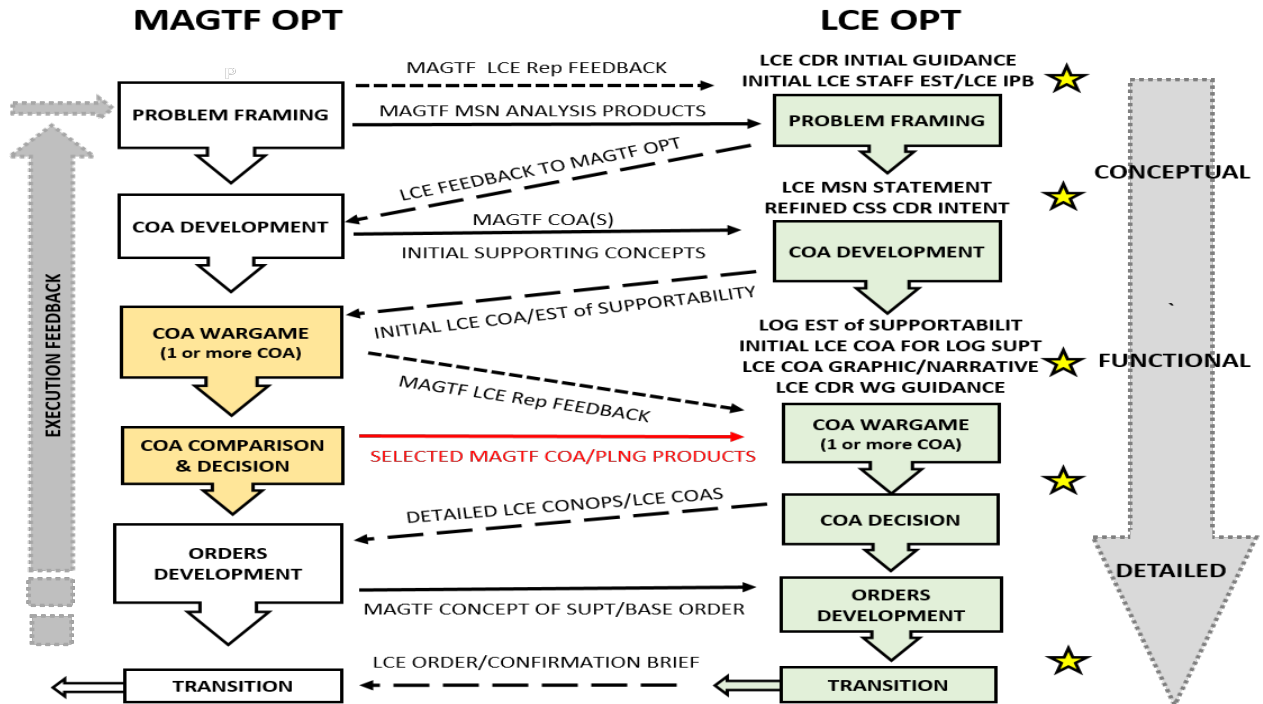 MAGTF OPT
LCE OPT
P
MAGTF LCE Rep FEEDBACK
LCE CDR INTIAL GUIDANCE
INITIAL LCE STAFF EST/LCE IPB
PROBLEM FRAMING
MAGTF MSN ANALYSIS PRODUCTS
PROBLEM FRAMING
LCE FEEDBACK TO MAGTF OPT
CONCEPTUAL
LCE MSN STATEMENT
REFINED CSS CDR INTENT
COA DEVELOPMENT
MAGTF COA(S)
INITIAL SUPPORTING CONCEPTS
COA DEVELOPMENT
INITIAL LCE COA/EST of SUPPORTABILITY
`
EXECUTION FEEDBACK
COA WARGAME
(1 or more COA)
LOG EST of SUPPORTABILIT
INITIAL LCE COA FOR LOG SUPT
LCE COA GRAPHIC/NARRATIVE
LCE CDR WG GUIDANCE
FUNCTIONAL
MAGTF LCE Rep FEEDBACK
COA WARGAME
(1 or more COA)
COA COMPARISON
& DECISION
SELECTED MAGTF COA/PLNG PRODUCTS
DETAILED LCE CONOPS/LCE COAS
COA DECISION
ORDERS
DEVELOPMENT
DETAILED
MAGTF CONCEPT OF SUPT/BASE ORDER
ORDERS
DEVELOPMENT
LCE ORDER/CONFIRMATION BRIEF
TRANSITION
TRANSITION